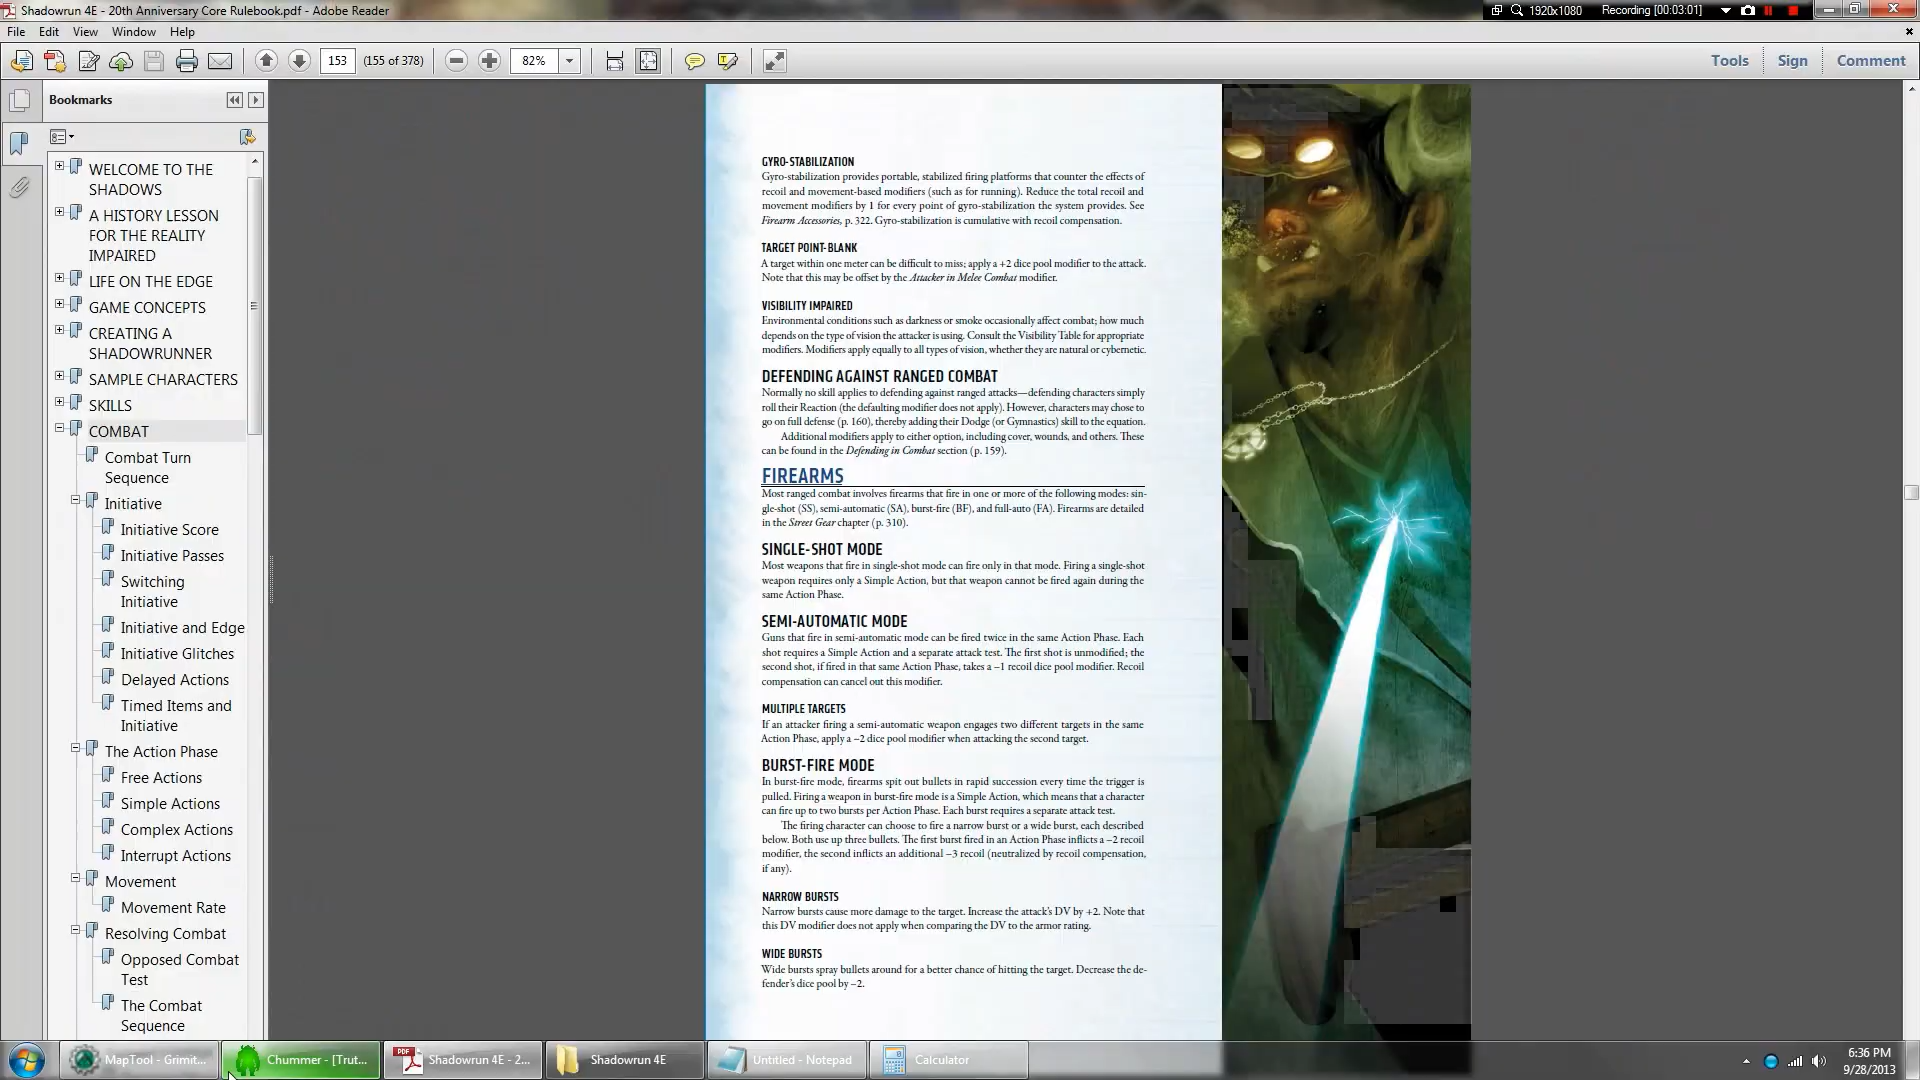 Shadowrun 4E - 20th Anniversary Core Rulebook.pdf - Adobe Reader
1920x1080
Recording [00:03:01]
File Edit View Window Help
153 (155 of 378) 82% Tools Sign Comment
Bookmarks
WELCOME TO THE
SHADOWS
A HISTORY LESSON
FOR THE REALITY
IMPAIRED
LIFE ON THE EDGE
GAME CONCEPTS
CREATING A
SHADOWRUNNER
SAMPLE CHARACTERS
SKILLS
COMBAT
Combat Turn
Sequence
Initiative
Initiative Score
Initiative Passes
Switching
Initiative
Initiative and Edge
Initiative Glitches
Delayed Actions
Timed Items and
Initiative
The Action Phase
Free Actions
Simple Actions
Complex Actions
Interrupt Actions
Movement
Movement Rate
Resolving Combat
Opposed Combat
Test
The Combat
Sequence
GYRO-STABILIZATION
Gyro-stabilization provides portable, stabilized firing platforms that counter the effects of
recoil and movement-based modifiers (such as for running). Reduce the total recoil and
movement modifiers by 1 for every point of gyro-stabilization the system provides. See
Firearm Accessories, p. 322. Gyro-stabilization is cumulative with recoil compensation.
TARGET POINT-BLANK
A target within one meter can be difficult to miss; apply a +2 dice pool modifier to the attack.
Note that this may be offset by the Attacker in Melee Combat modifier.
VISIBILITY IMPAIRED
Environmental conditions such as darkness or smoke occasionally affect combat; how much
depends on the type of vision the attacker is using. Consult the Visibility Table for appropriate
modifiers. Modifiers apply equally to all types of vision, whether they are natural or cybernetic.
DEFENDING AGAINST RANGED COMBAT
Normally no skill applies to defending against ranged attacks—defending characters simply
roll their Reaction (the defaulting modifier does not apply). However, characters may chose to
go on full defense (p. 160), thereby adding their Dodge (or Gymnastics) skill to the equation.
Additional modifiers apply to either option, including cover, wounds, and others. These
can be found in the Defending in Combat section (p. 159).
FIREARMS
Most ranged combat involves firearms that fire in one or more of the following modes: sin-
gle-shot (SS), semi-automatic (SA), burst-fire (BF), and full-auto (FA). Firearms are detailed
in the Street Gear chapter (p. 310).
SINGLE-SHOT MODE
Most weapons that fire in single-shot mode can fire only in that mode. Firing a single-shot
weapon requires only a Simple Action, but that weapon cannot be fired again during the
same Action Phase.
SEMI-AUTOMATIC MODE
Guns that fire in semi-automatic mode can be fired twice in the same Action Phase. Each
shot requires a Simple Action and a separate attack test. The first shot is unmodified; the
second shot, if fired in that same Action Phase, takes a –1 recoil dice pool modifier. Recoil
compensation can cancel out this modifier.
MULTIPLE TARGETS
If an attacker firing a semi-automatic weapon engages two different targets in the same
Action Phase, apply a –2 dice pool modifier when attacking the second target.
BURST-FIRE MODE
In burst-fire mode, firearms spit out bullets in rapid succession every time the trigger is
pulled. Firing a weapon in burst-fire mode is a Simple Action, which means that a character
can fire up to two bursts per Action Phase. Each burst requires a separate attack test.
The firing character can choose to fire a narrow burst or a wide burst, each described
below. Both use up three bullets. The first burst fired in an Action Phase inflicts a –2 recoil
modifier, the second inflicts an additional –3 recoil (neutralized by recoil compensation,
if any).
NARROW BURSTS
Narrow bursts cause more damage to the target. Increase the attack's DV by +2. Note that
this DV modifier does not apply when comparing the DV to the armor rating.
WIDE BURSTS
Wide bursts spray bullets around for a better chance of hitting the target. Decrease the de-
fender's dice pool by –2.
MapTool - Grimit...
Chummer - [Trut...
PDF
Shadowrun 4E - 2...
Shadowrun 4E
Untitled - Notepad
Calculator
6:36 PM
9/28/2013